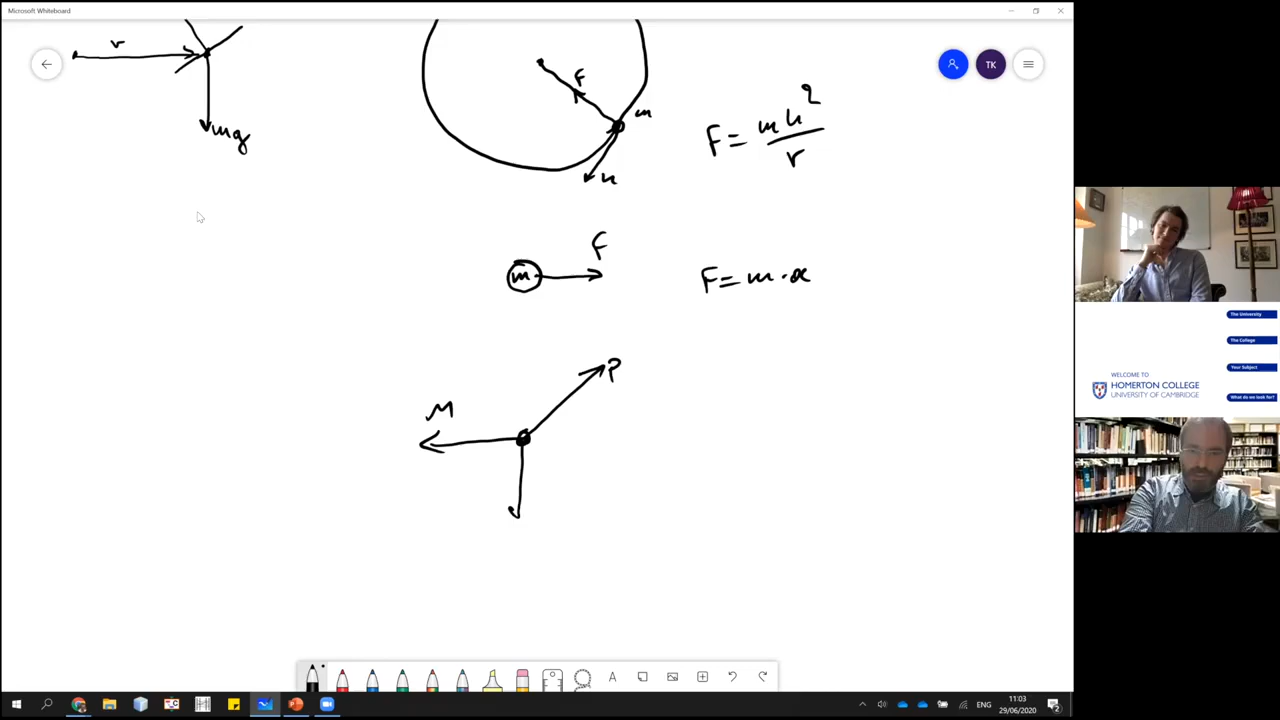 Microsoft Whiteboard
r
mg
F
m
u
F = mu²/r
TK
m
F
F = m·a
M
P
The University
The College
Your Subject
What do we look for?
WELCOME TO
HOMERTON COLLEGE
UNIVERSITY OF CAMBRIDGE
A
ENG
11:03
29/06/2020
2